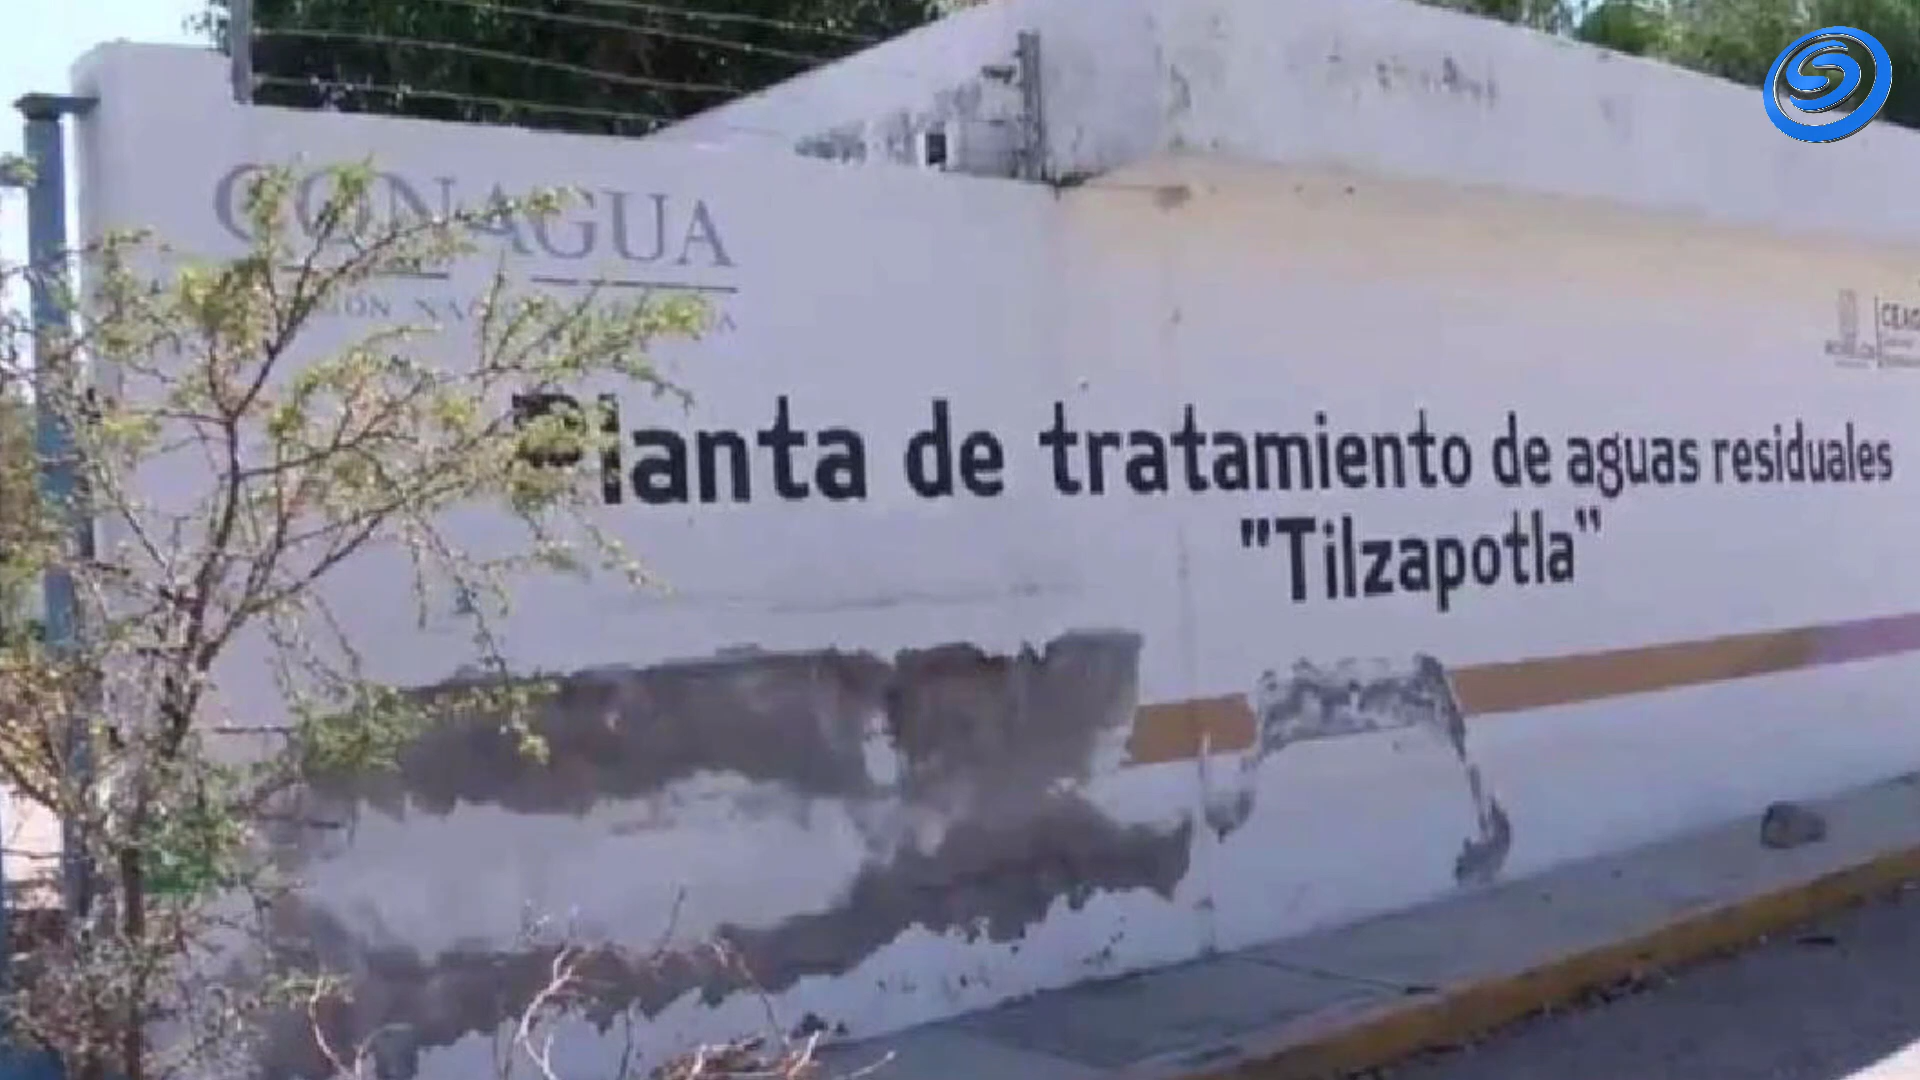 CONAGUA
Planta de tratamiento de aguas residuales
"Tilzapotla"